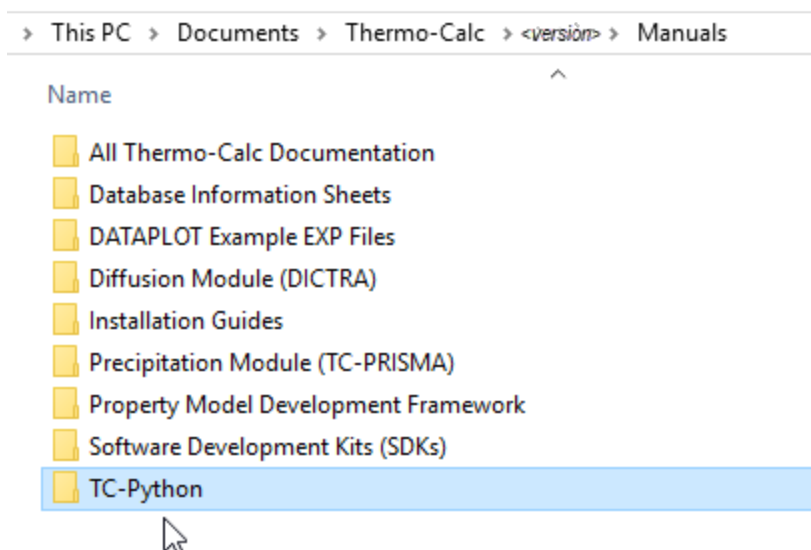 This PC Documents Thermo-Calc <versión> Manuals
Name
All Thermo-Calc Documentation
Database Information Sheets
DATAPLOT Example EXP Files
Diffusion Module (DICTRA)
Installation Guides
Precipitation Module (TC-PRISMA)
Property Model Development Framework
Software Development Kits (SDKs)
TC-Python